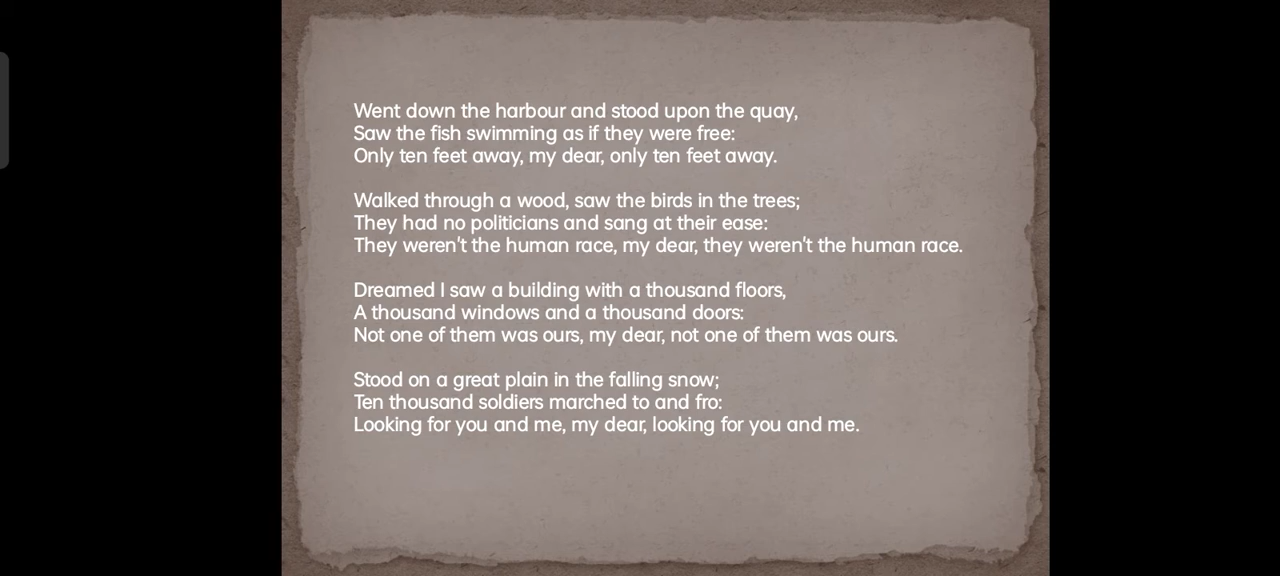 Went down the harbour and stood upon the quay,
Saw the fish swimming as if they were free:
Only ten feet away, my dear, only ten feet away.
Walked through a wood, saw the birds in the trees;
They had no politicians and sang at their ease:
They weren't the human race, my dear, they weren't the human race.
Dreamed I saw a building with a thousand floors,
A thousand windows and a thousand doors:
Not one of them was ours, my dear, not one of them was ours.
Stood on a great plain in the falling snow;
Ten thousand soldiers marched to and fro:
Looking for you and me, my dear, looking for you and me.